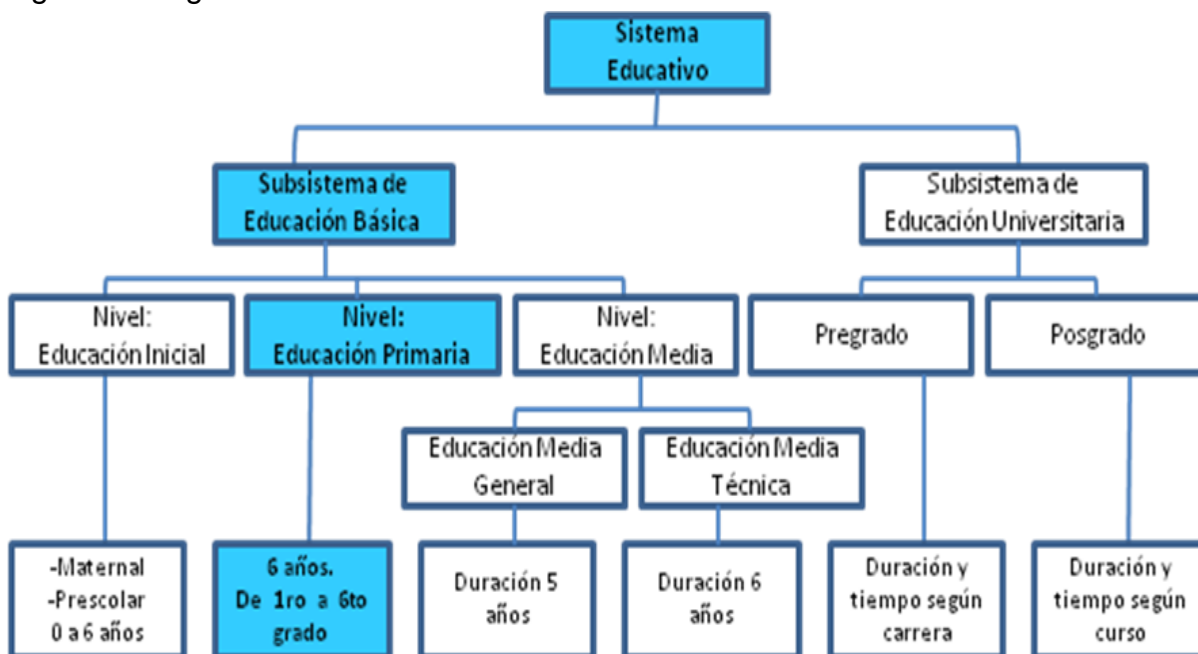 Sistema
Educativo
Subsistema de
Educación Básica
Subsistema de
Educación Universitaria
Nivel:
Educación Inicial
Nivel:
Educación Primaria
Nivel:
Educación Media
Pregrado
Posgrado
Educación Media
General
Educación Media
Técnica
-Maternal
-Prescolar
0 a 6 años
6 años.
De 1ro a 6to
grado
Duración 5
años
Duración 6
años
Duración y
tiempo según
carrera
Duración y
tiempo según
curso